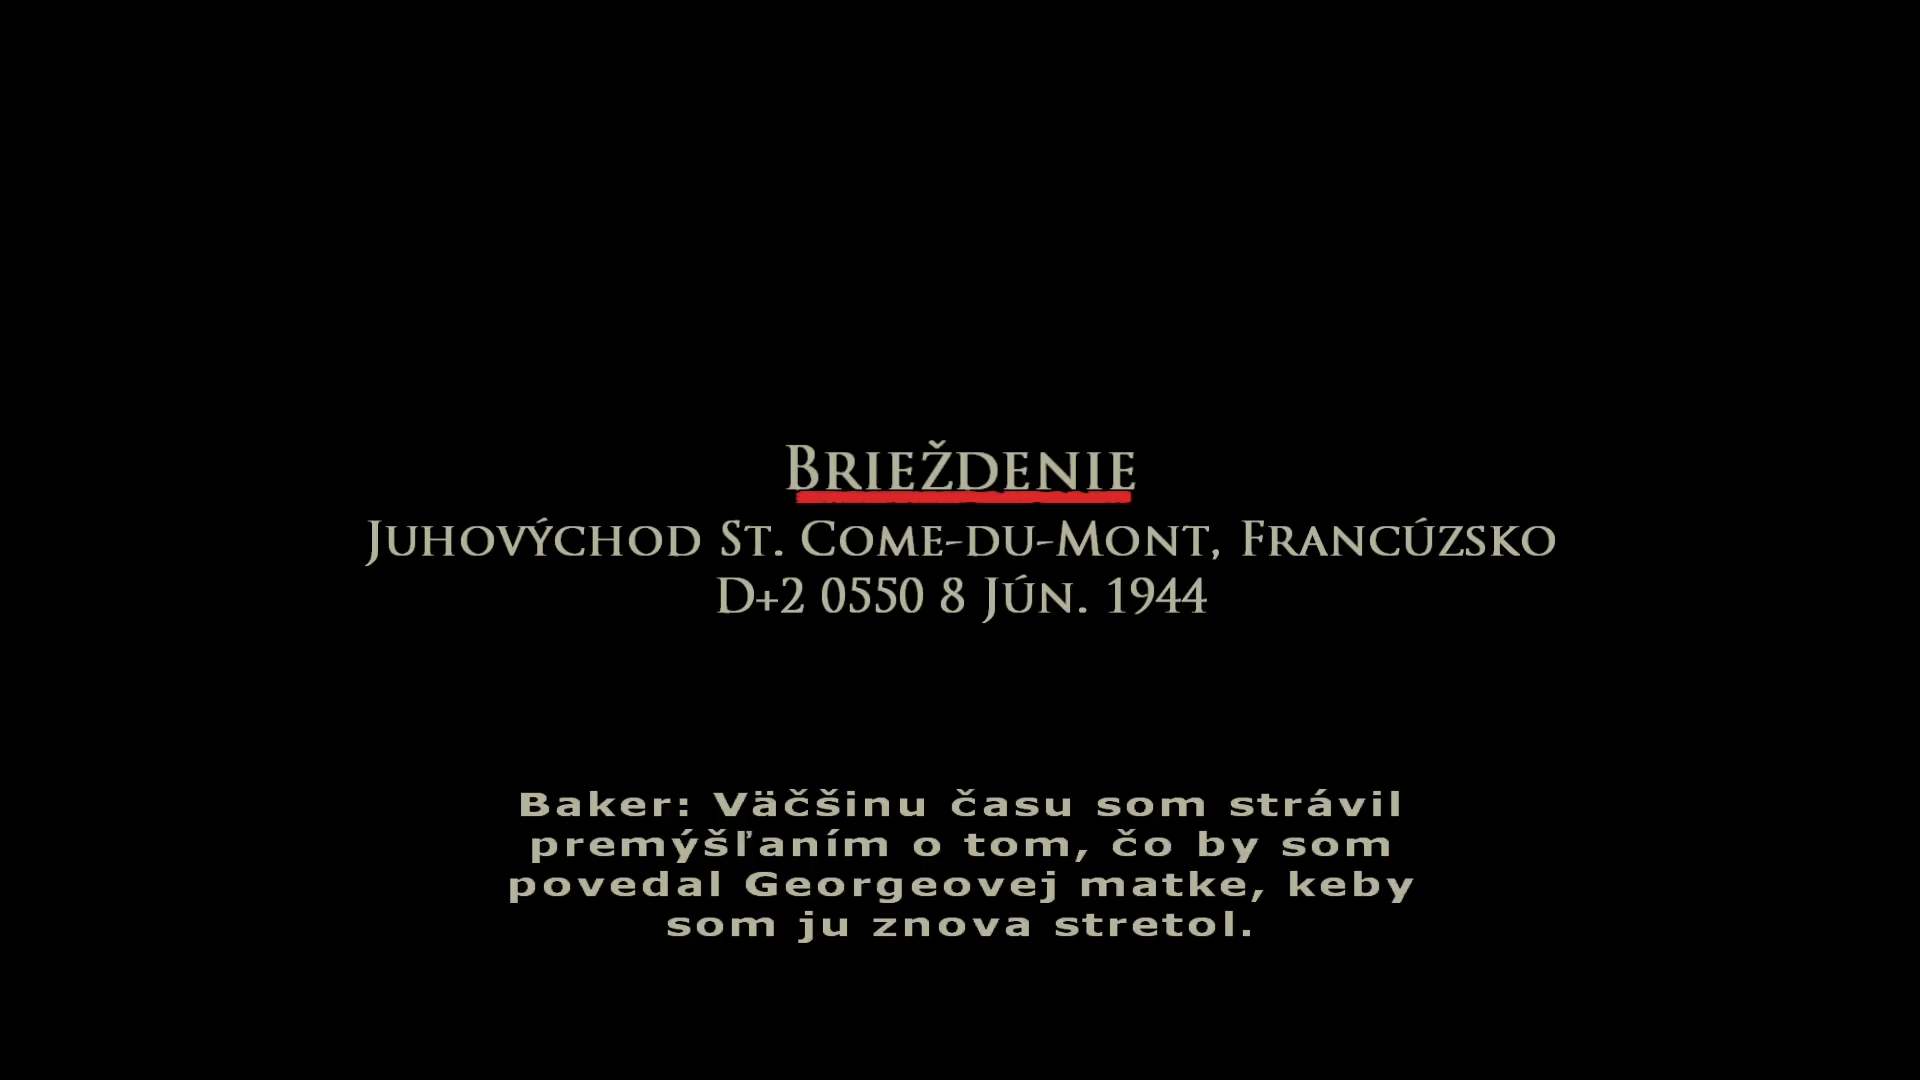 Brieždenie
Juhovýchod St. Come-du-Mont, Francúzsko
D+2 0550 8 Jún. 1944
Baker: Väčšinu času som strávil
premýšľaním o tom, čo by som
povedal Georgeovej matke, keby
som ju znova stretol.